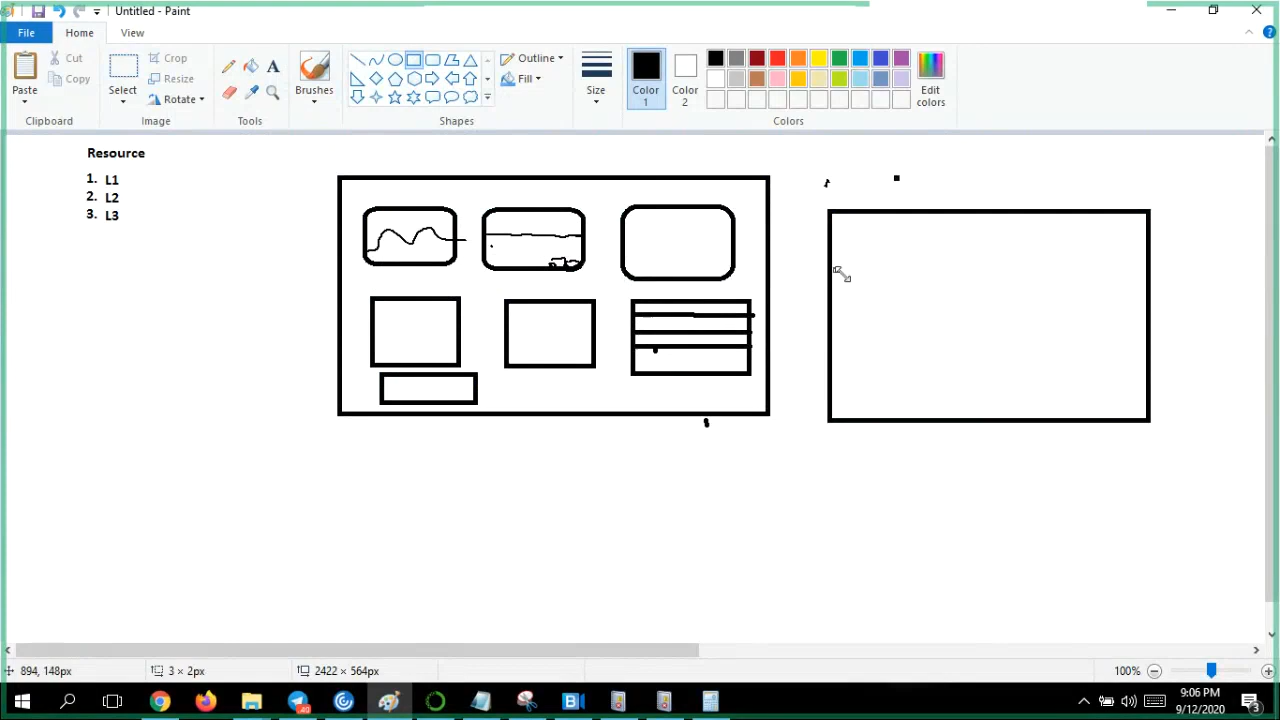 Untitled - Paint
File Home View
Paste
Cut
Copy
Clipboard
Select
Crop
Resize
Rotate
Image
Tools
Brushes
Shapes
Outline
Fill
Size
Color 1
Color 2
Edit colors
Colors
Resource
1. L1
2. L2
3. L3
894, 148px
3 × 2px
2422 × 564px
100%
9:06 PM
9/12/2020